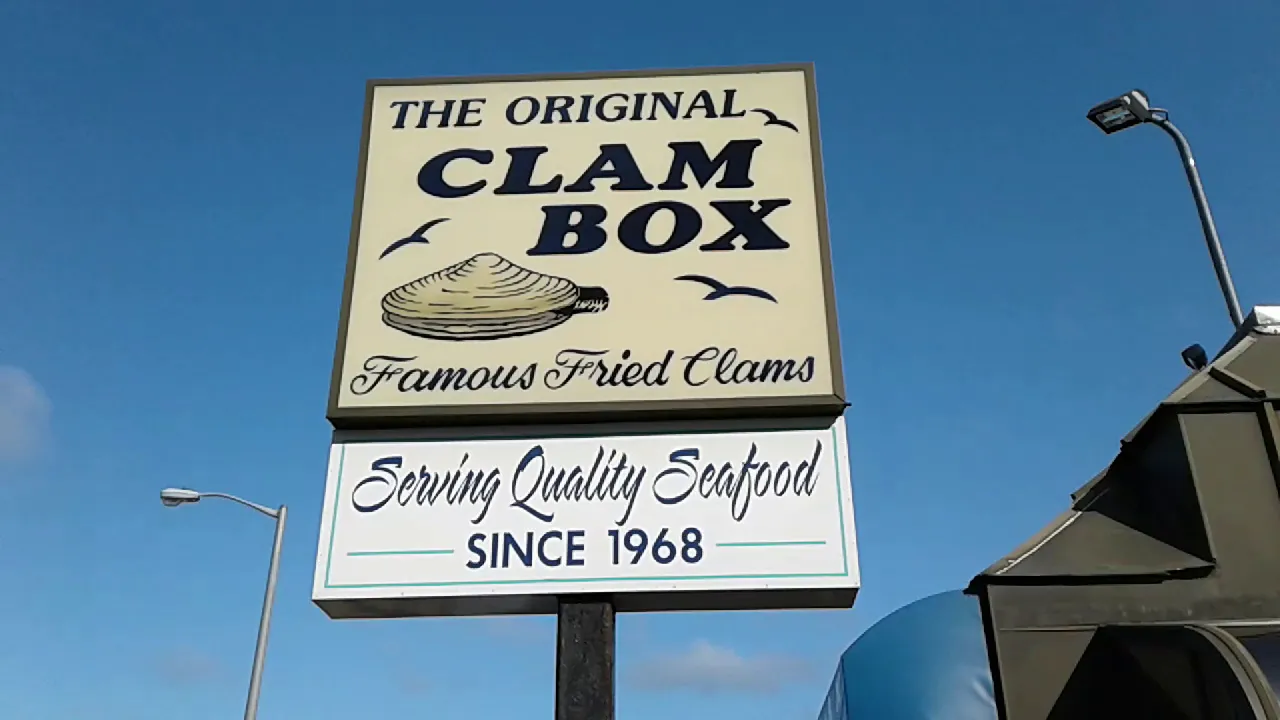 THE ORIGINAL
CLAM
BOX
Famous Fried Clams
Serving Quality Seafood
SINCE 1968